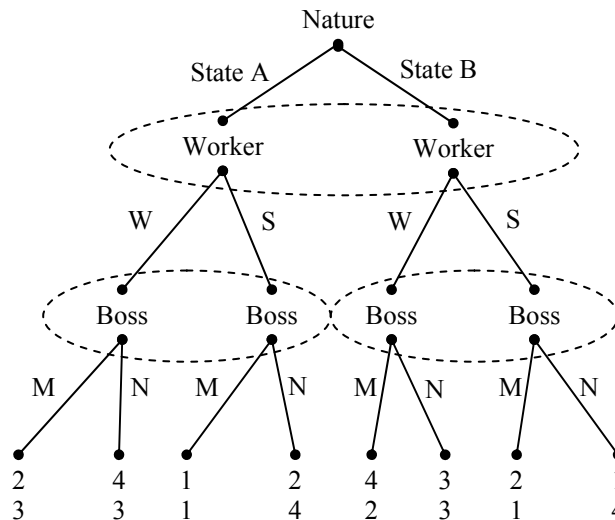 Nature
State A State B
Worker Worker
W S W S
Boss Boss Boss Boss
M N M N M N M N
2 4 1 2 4 3 2
3 3 1 4 2 3 1 4